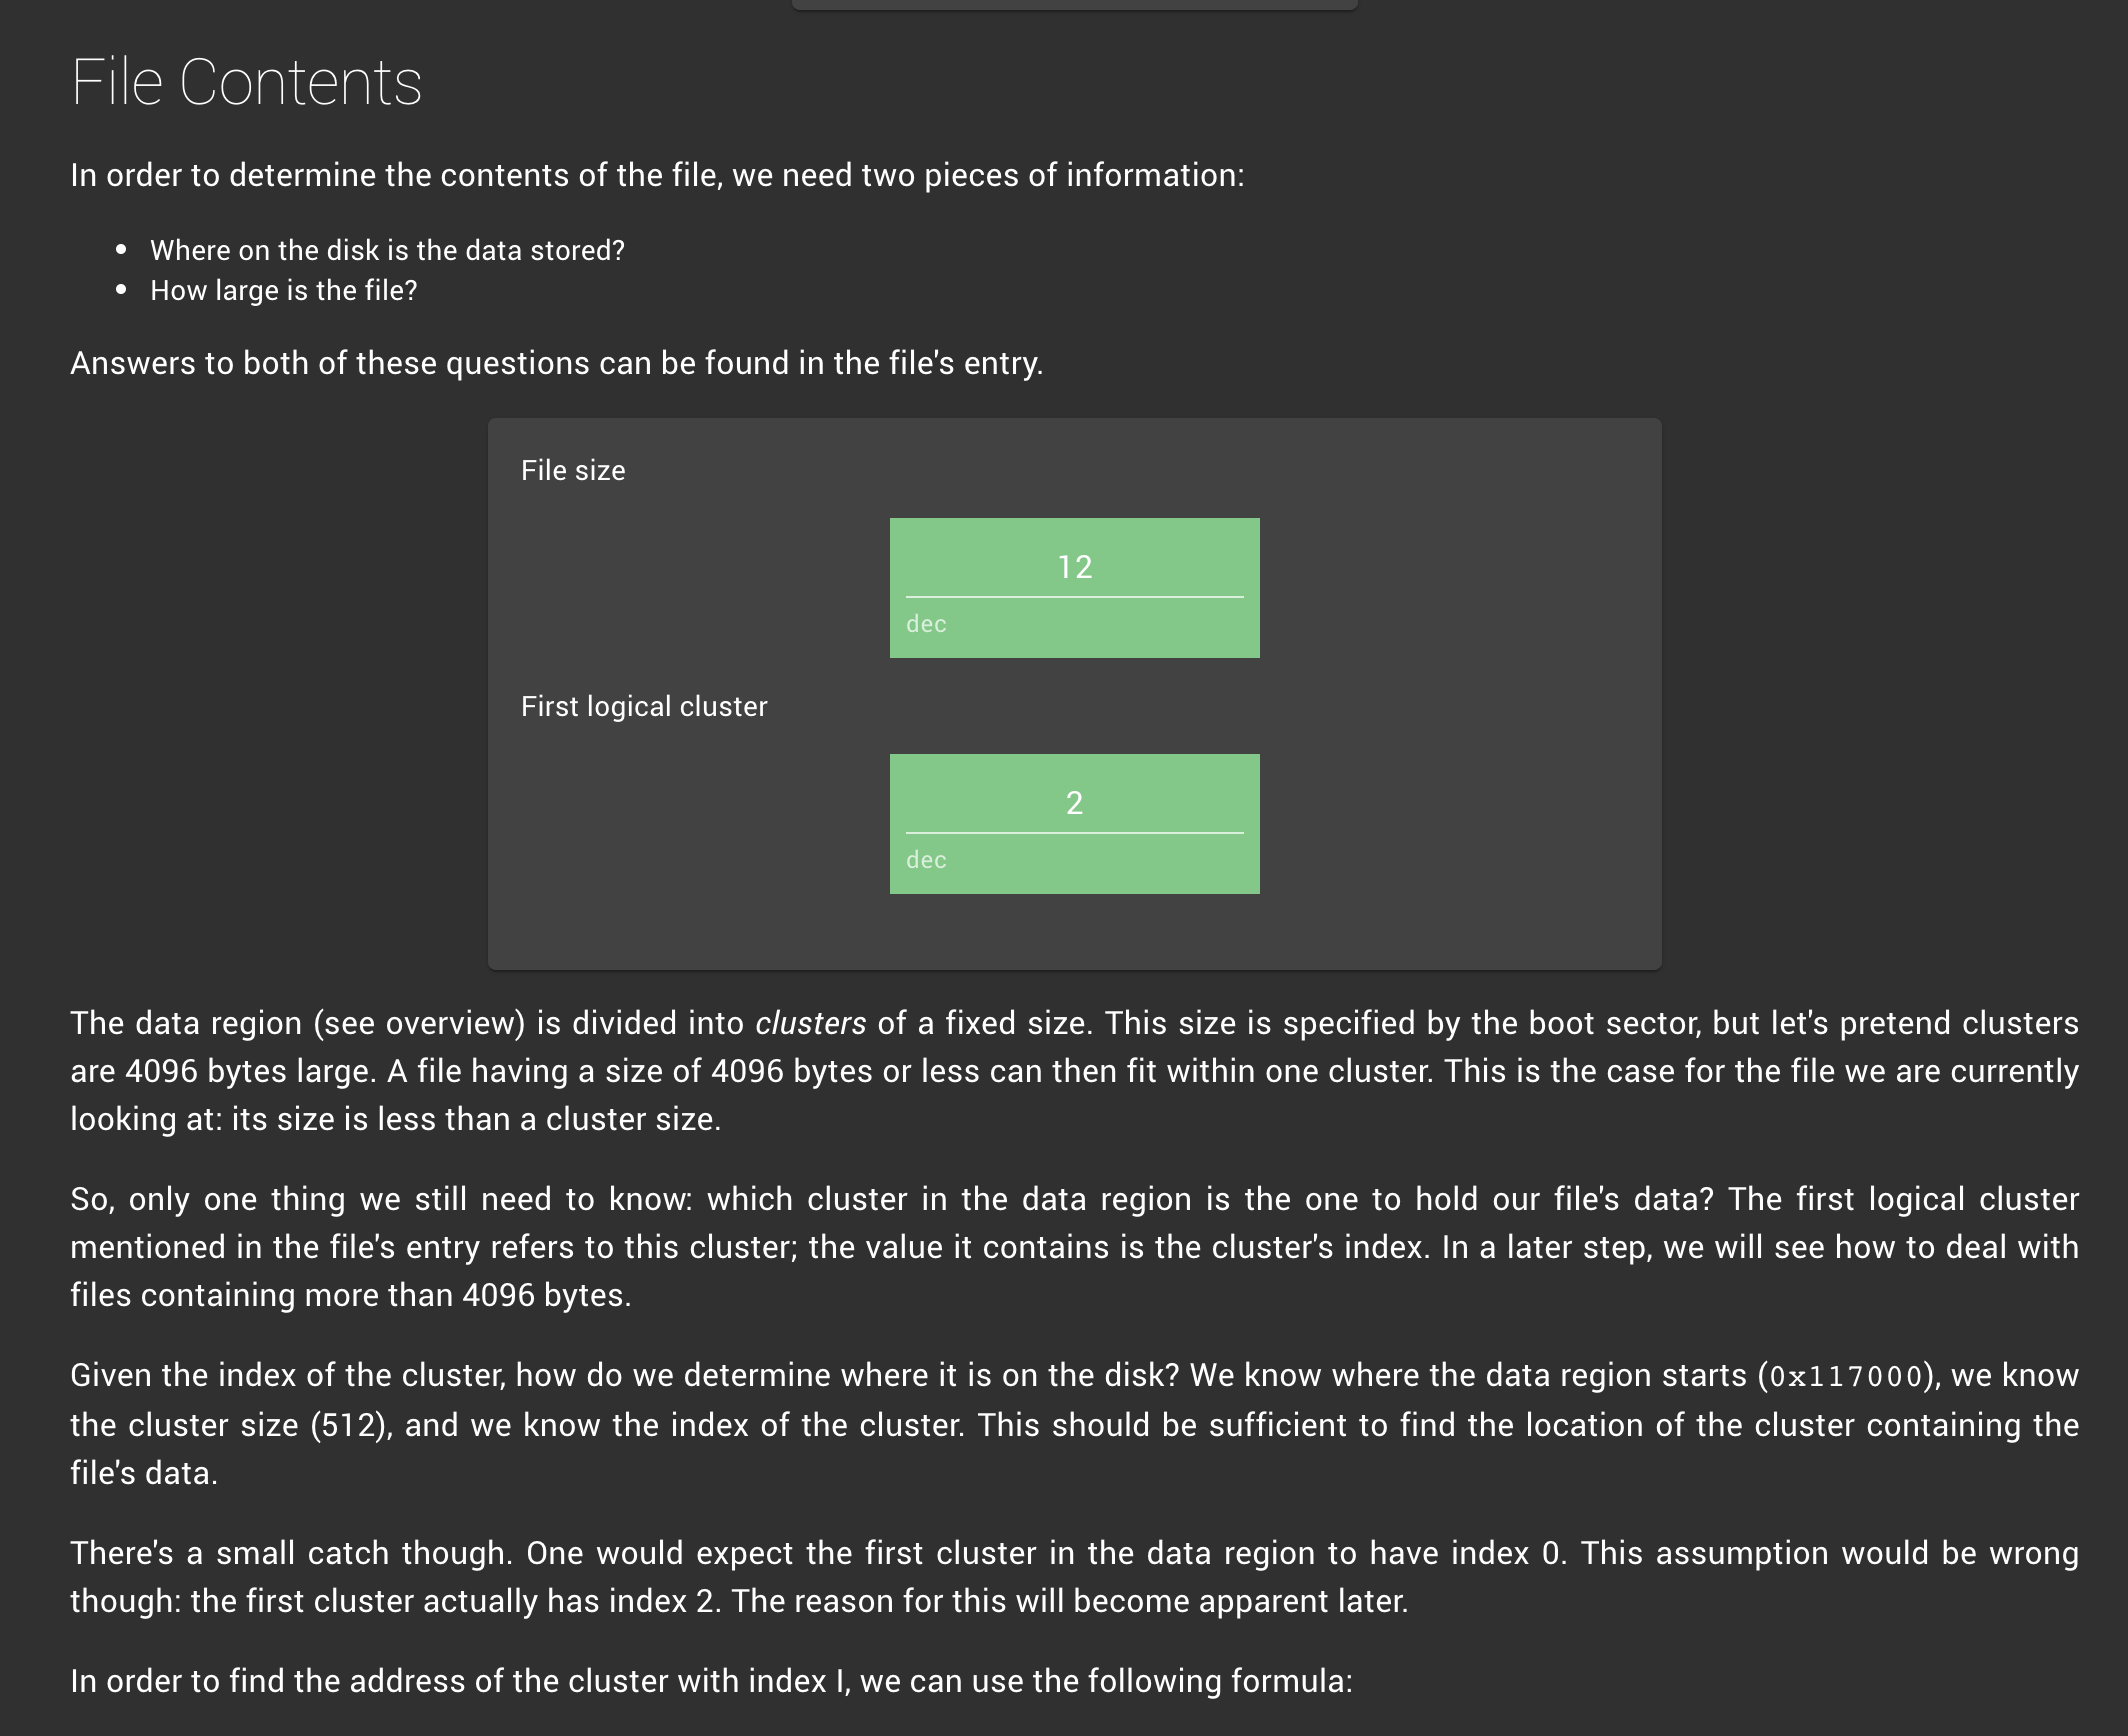 File Contents
In order to determine the contents of the file, we need two pieces of information:
• Where on the disk is the data stored?
• How large is the file?
Answers to both of these questions can be found in the file's entry.
File size
12
dec
First logical cluster
2
dec
The data region (see overview) is divided into clusters of a fixed size. This size is specified by the boot sector, but let's pretend clusters
are 4096 bytes large. A file having a size of 4096 bytes or less can then fit within one cluster. This is the case for the file we are currently
looking at: its size is less than a cluster size.
So, only one thing we still need to know: which cluster in the data region is the one to hold our file's data? The first logical cluster
mentioned in the file's entry refers to this cluster; the value it contains is the cluster's index. In a later step, we will see how to deal with
files containing more than 4096 bytes.
Given the index of the cluster, how do we determine where it is on the disk? We know where the data region starts (0x117000), we know
the cluster size (512), and we know the index of the cluster. This should be sufficient to find the location of the cluster containing the
file's data.
There's a small catch though. One would expect the first cluster in the data region to have index 0. This assumption would be wrong
though: the first cluster actually has index 2. The reason for this will become apparent later.
In order to find the address of the cluster with index I, we can use the following formula: